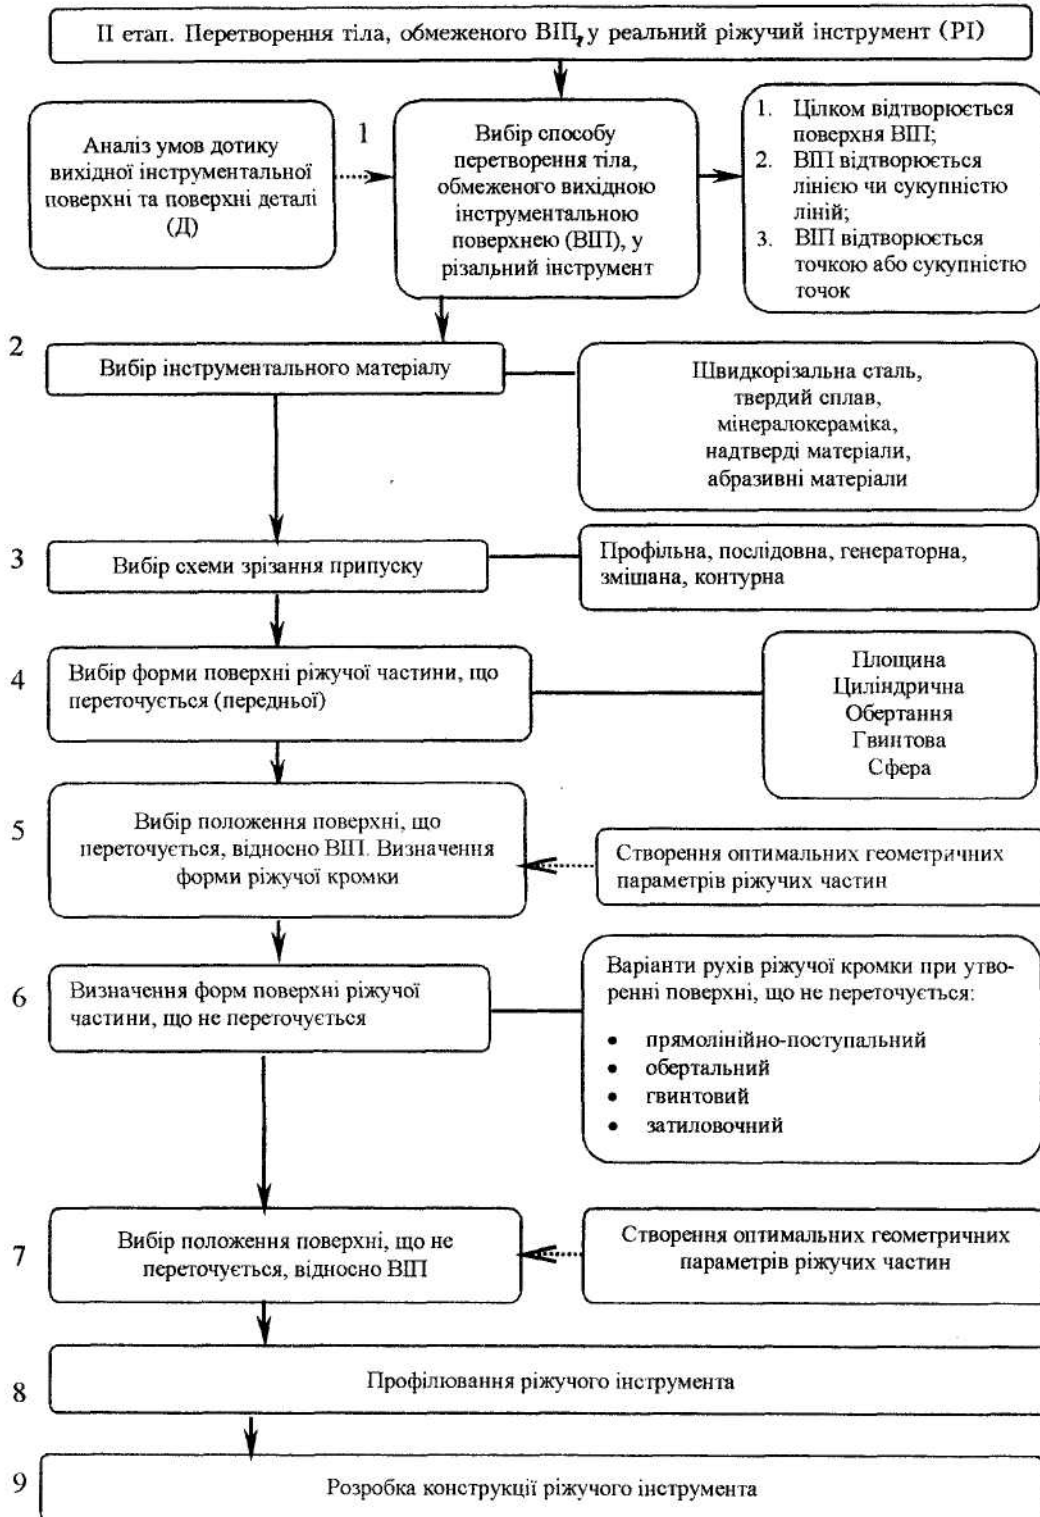 II етап. Перетворення тіла, обмеженого ВІП, у реальний ріжучий інструмент (РІ)
Аналіз умов дотику
вихідної інструментальної
поверхні та поверхні деталі
(Д)
1
Вибір способу
перетворення тіла,
обмеженого вихідною
інструментальною
поверхнею (ВІП), у
різальний інструмент
1. Цілком відтворюється
поверхня ВІП;
2. ВІП відтворюється
лінією чи сукупністю
ліній;
3. ВІП відтворюється
точкою або сукупністю
точок
2
Вибір інструментального матеріалу
Швидкорізальна сталь,
твердий сплав,
мінералокераміка,
надтверді матеріали,
абразивні матеріали
3
Вибір схеми зрізання припуску
Профільна, послідовна, генераторна,
змішана, контурна
4
Вибір форми поверхні ріжучої частини, що
переточується (передньої)
Площина
Циліндрична
Обертання
Гвинтова
Сфера
5
Вибір положення поверхні, що
переточується, відносно ВІП. Визначення
форми ріжучої кромки
Створення оптимальних геометричних
параметрів ріжучих частин
6
Визначення форм поверхні ріжучої
частини, що не переточується
Варіанти рухів ріжучої кромки при утво-
ренні поверхні, що не переточується:
• прямолінійно-поступальний
• обертальний
• гвинтовий
• затиловочний
7
Вибір положення поверхні, що не
переточується, відносно ВІП
Створення оптимальних геометричних
параметрів ріжучих частин
8
Профілювання ріжучого інструмента
9
Розробка конструкції ріжучого інструмента